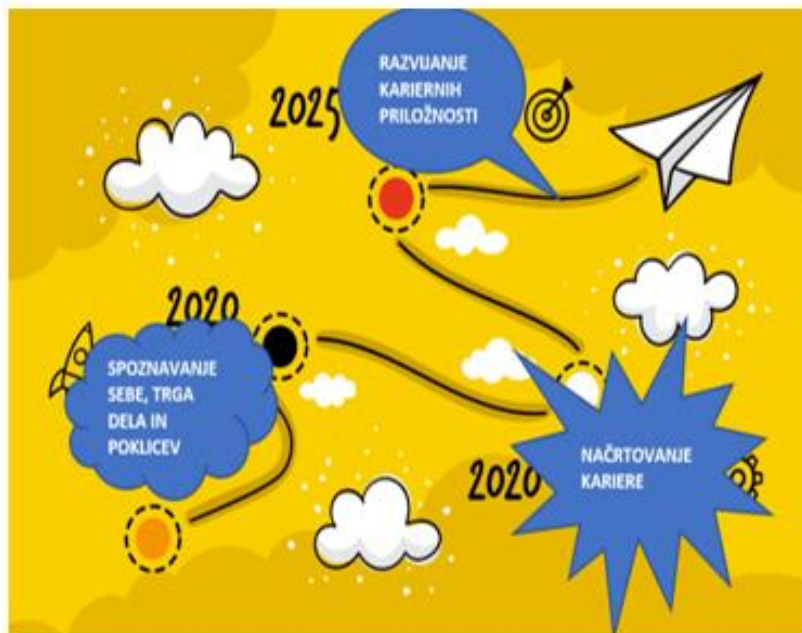 2025
RAZVIJANJE
KARIERNIH
PRILOŽNOSTI
2020
SPOZNAVANJE
SEBE, TRGA
DELA IN
POKLICEV
2020
NAČRTOVANJE
KARIERE